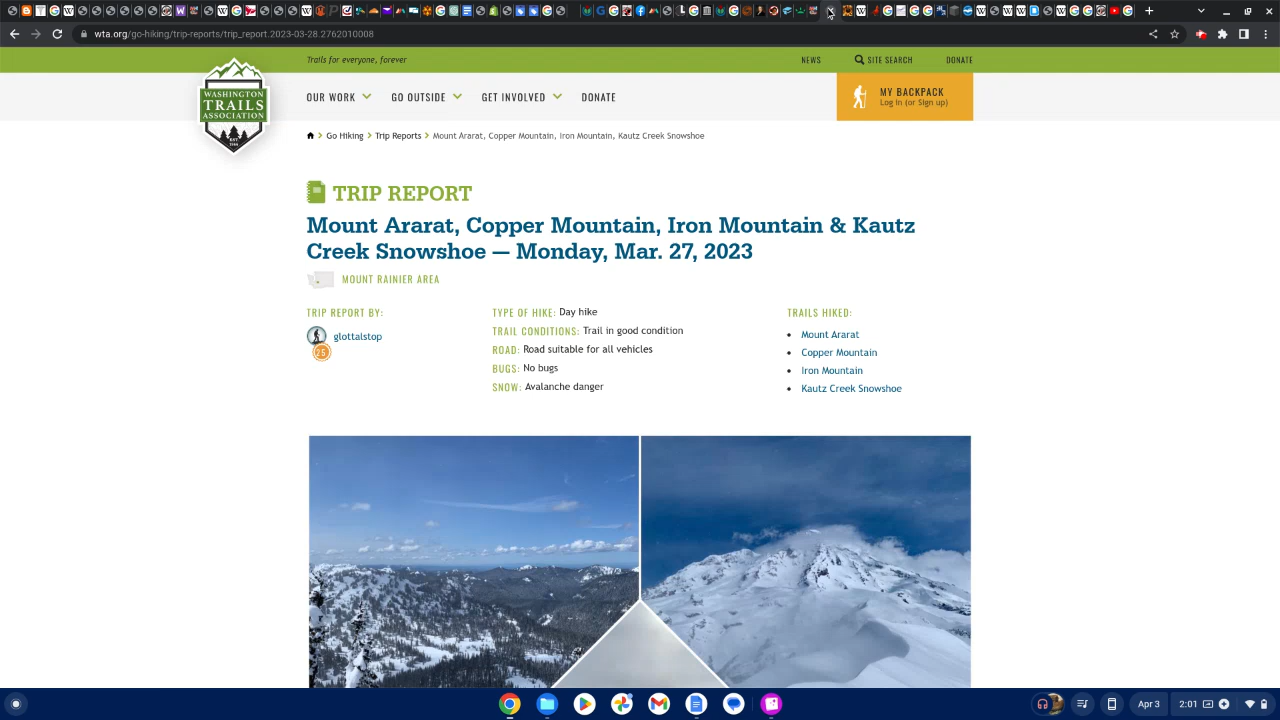 wta.org/go-hiking/trip-reports/trip_report.2023-03-28.2762010008
Trails for everyone, forever
NEWS
SITE SEARCH
DONATE
WASHINGTON
TRAILS
ASSOCIATION
EST
1966
OUR WORK
GO OUTSIDE
GET INVOLVED
DONATE
MY BACKPACK
Log in (or Sign up)
Go Hiking
Trip Reports
Mount Ararat, Copper Mountain, Iron Mountain, Kautz Creek Snowshoe
TRIP REPORT
Mount Ararat, Copper Mountain, Iron Mountain & Kautz
Creek Snowshoe — Monday, Mar. 27, 2023
MOUNT RAINIER AREA
TRIP REPORT BY:
glottalstop
25
TYPE OF HIKE: Day hike
TRAIL CONDITIONS: Trail in good condition
ROAD: Road suitable for all vehicles
BUGS: No bugs
SNOW: Avalanche danger
TRAILS HIKED:
• Mount Ararat
• Copper Mountain
• Iron Mountain
• Kautz Creek Snowshoe
Apr 3
2:01